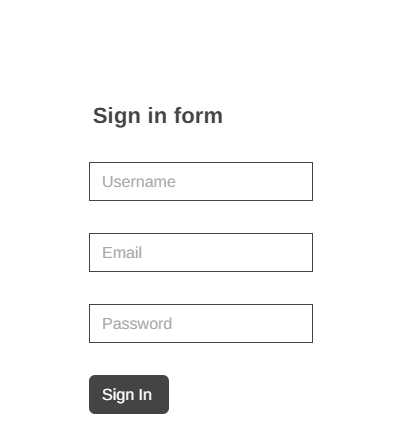 Sign in form
Username
Email
Password
Sign In